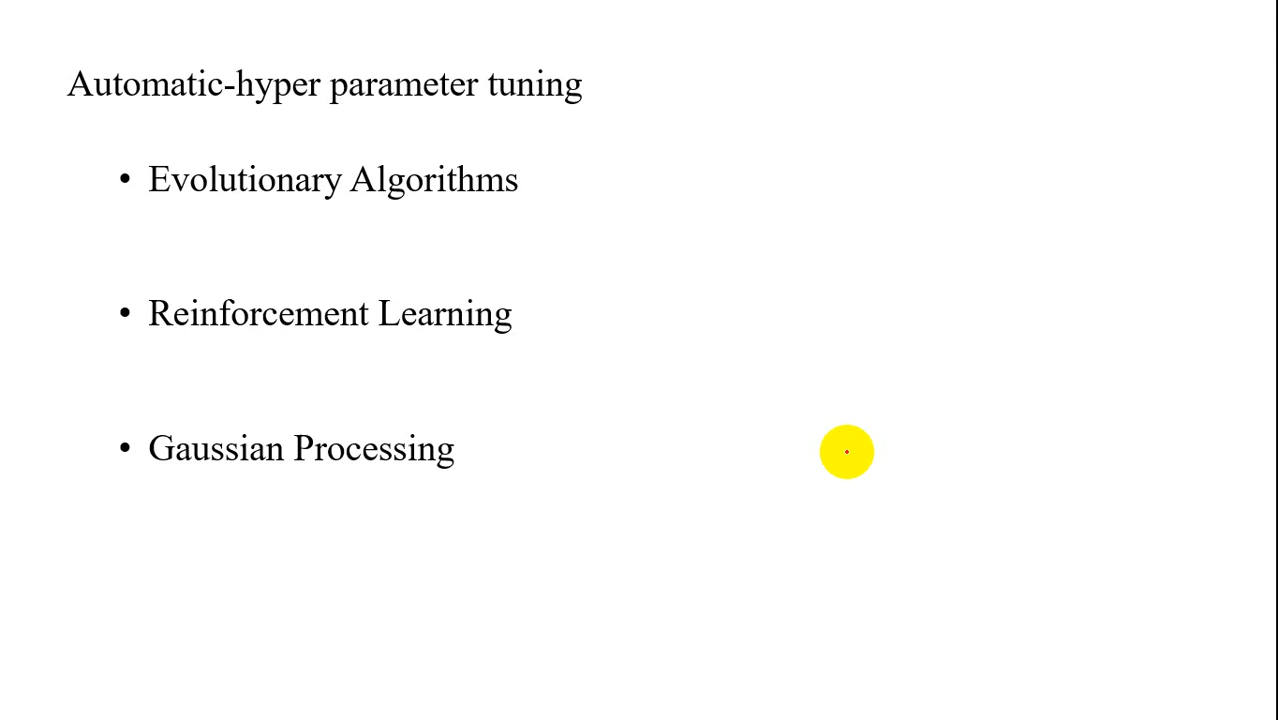 Automatic-hyper parameter tuning
• Evolutionary Algorithms
• Reinforcement Learning
• Gaussian Processing